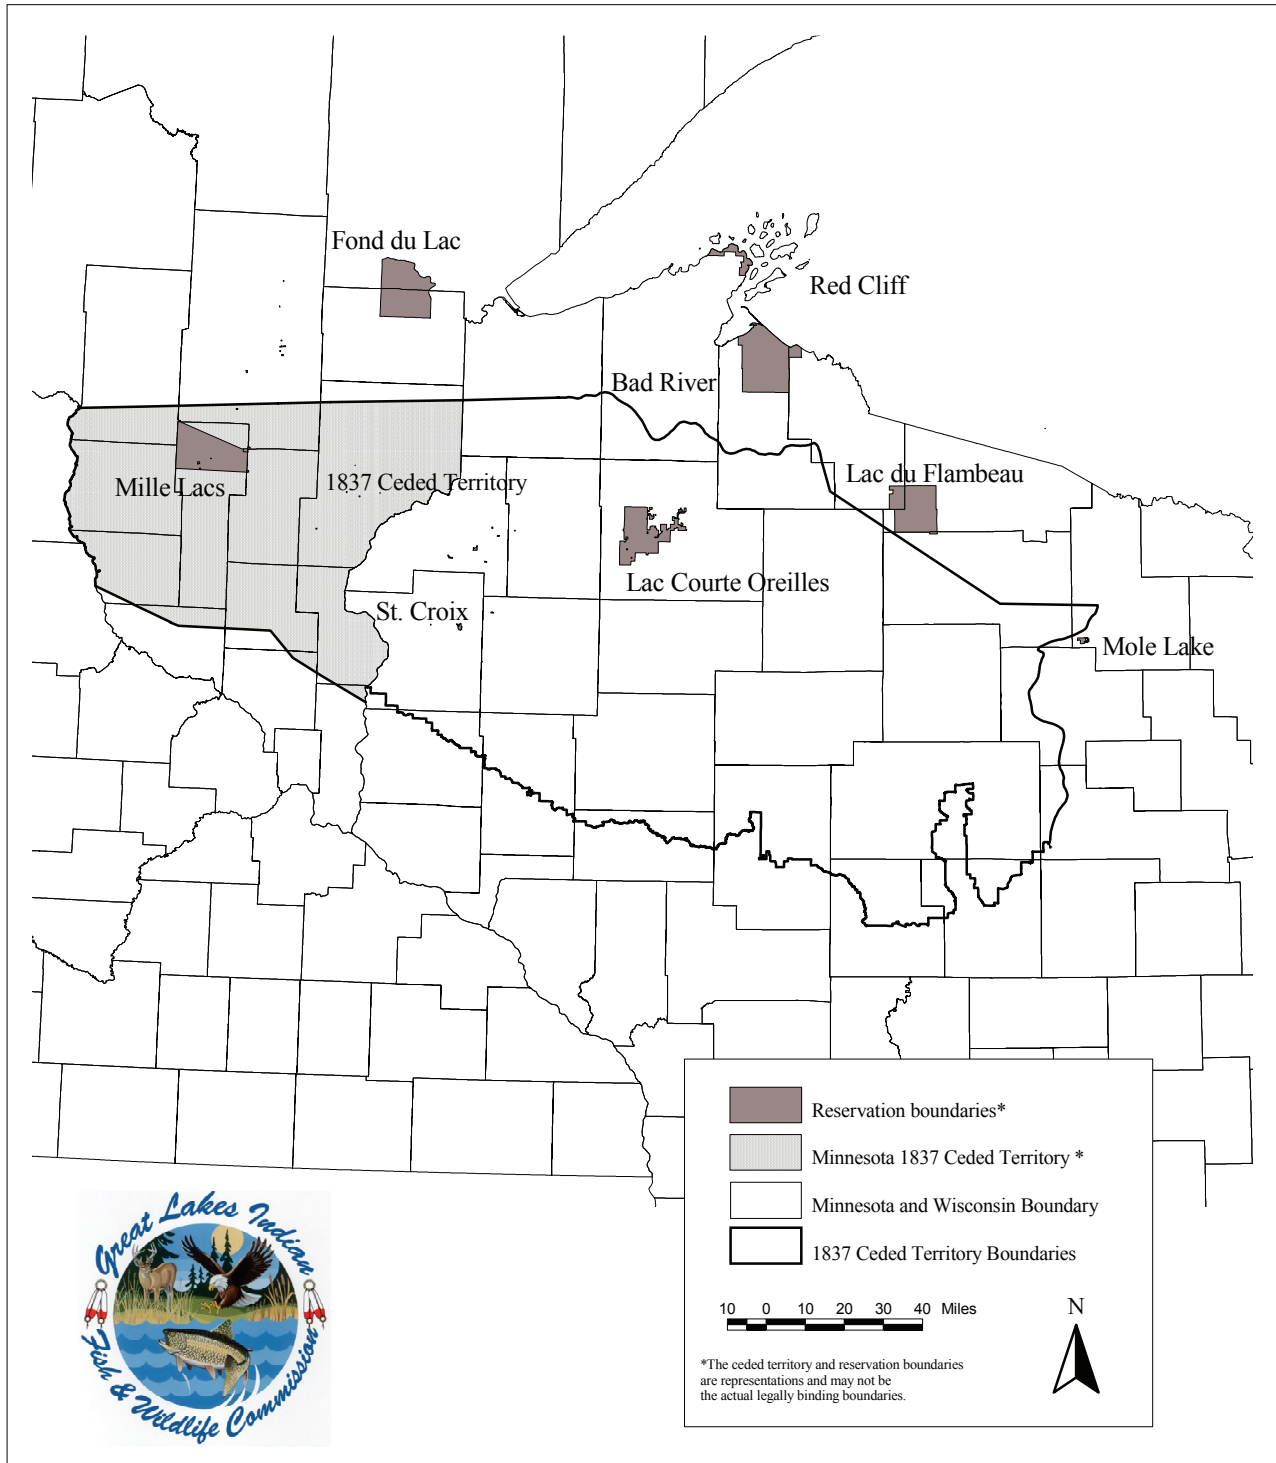 Fond du Lac
Red Cliff
Bad River
Lac du Flambeau
Mille Lacs
1837 Ceded Territory
Lac Courte Oreilles
St. Croix
Mole Lake
Reservation boundaries*
Minnesota 1837 Ceded Territory *
Minnesota and Wisconsin Boundary
1837 Ceded Territory Boundaries
10 0 10 20 30 40 Miles
N
*The ceded territory and reservation boundaries
are representations and may not be
the actual legally binding boundaries.
Great Lakes Indian
Fish & Wildlife Commission